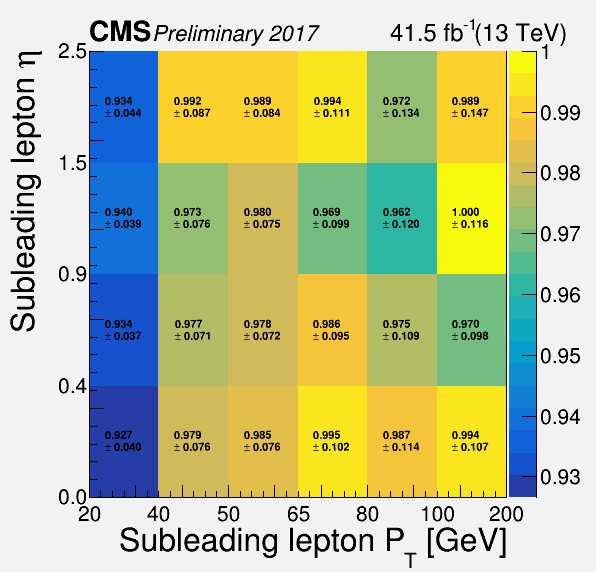 CMS Preliminary 2017 41.5 fb-1(13 TeV)
2.5 1
0.934 0.992 0.989 0.994 0.972 0.989
± 0.044 ± 0.087 ± 0.084 ± 0.111 ± 0.134 ± 0.147
0.99
0.98
1.5
0.940 0.973 0.980 0.969 0.962 1.000
± 0.039 ± 0.076 ± 0.075 ± 0.099 ± 0.120 ± 0.116
0.97
0.9
0.96
0.934 0.977 0.978 0.986 0.975 0.970
± 0.037 ± 0.071 ± 0.072 ± 0.095 ± 0.109 ± 0.098
0.95
0.4
0.94
0.927 0.979 0.985 0.995 0.987 0.994
± 0.040 ± 0.076 ± 0.076 ± 0.102 ± 0.114 ± 0.107
0.93
0.0
20 40 50 65 80 100 200
Subleading lepton PT [GeV]
Subleading lepton η